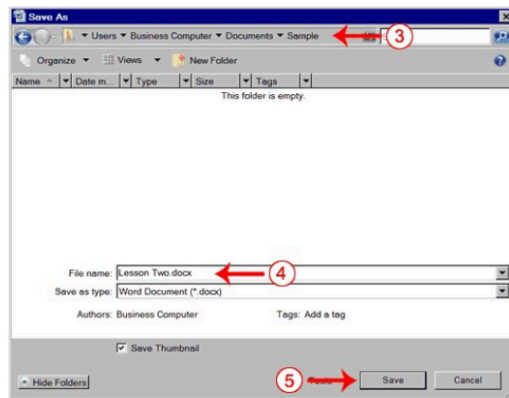 Save As
Users Business Computer Documents Sample
3
Organize Views New Folder
Name Date m... Type Size Tags
This folder is empty.
File name: Lesson Two.docx
4
Save as type: Word Document (*.docx)
Authors: Business Computer Tags: Add a tag
Save Thumbnail
Hide Folders 5 Tools Save Cancel